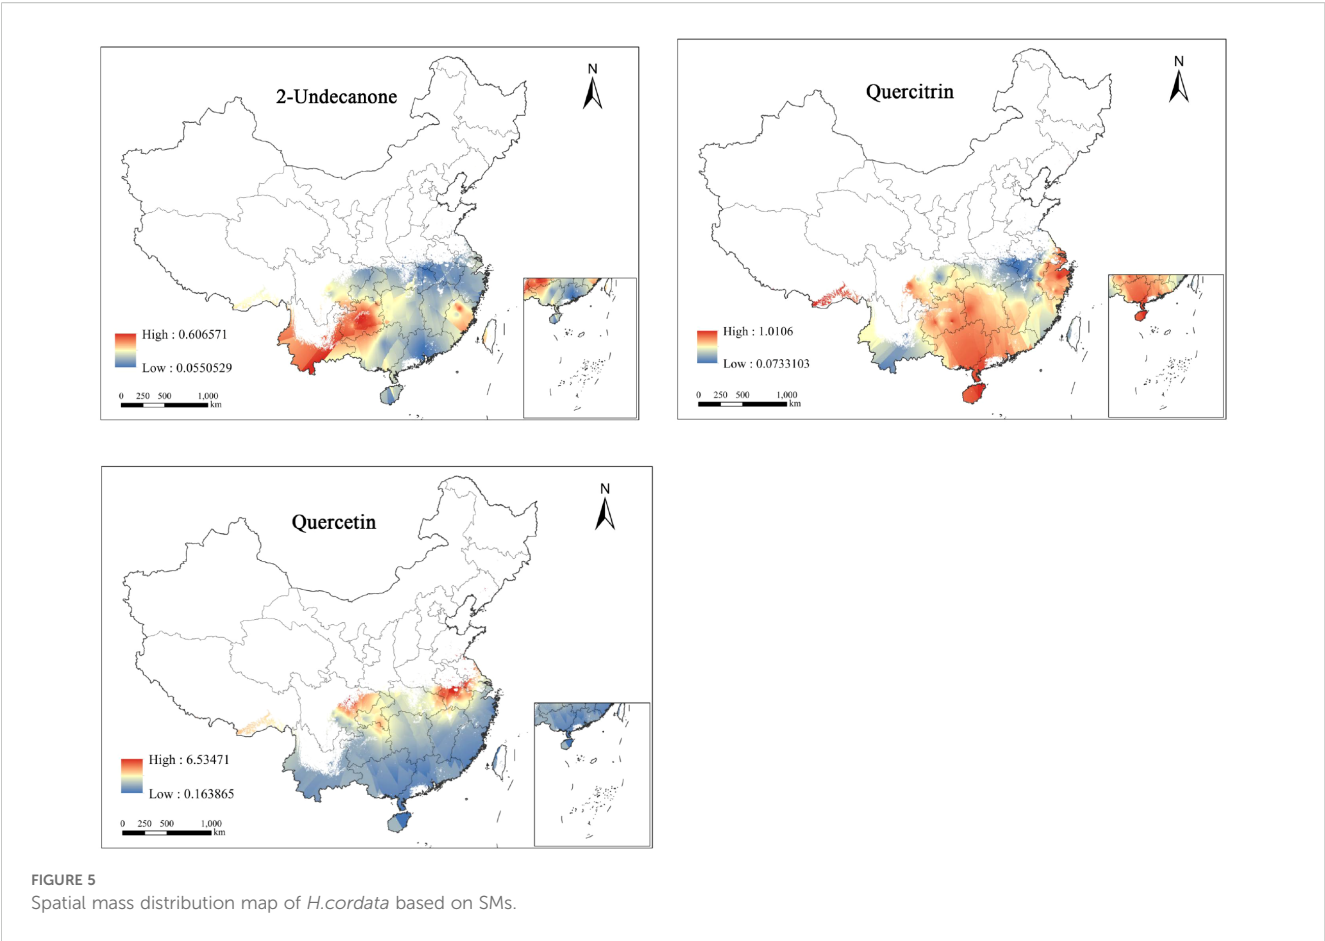 2-Undecanone
N
High : 0.606571
Low : 0.0550529
0 250 500 1,000
km
Quercitrin
N
High : 1.0106
Low : 0.0733103
0 250 500 1,000
km
Quercetin
N
High : 6.53471
Low : 0.163865
0 250 500 1,000
km
FIGURE 5
Spatial mass distribution map of H.cordata based on SMs.